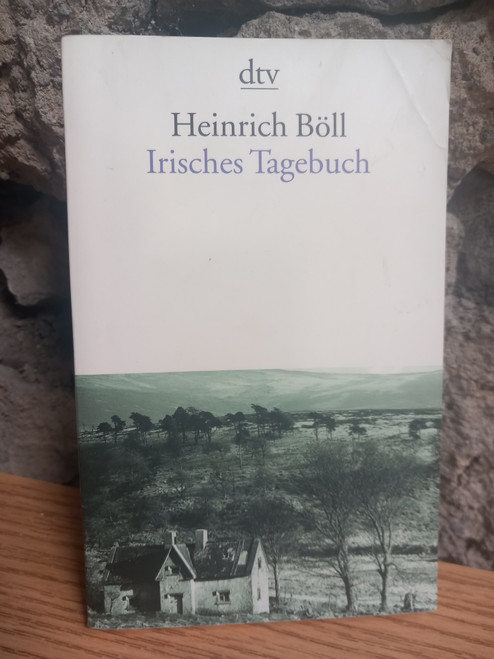 dtv
Heinrich Böll
Irisches Tagebuch